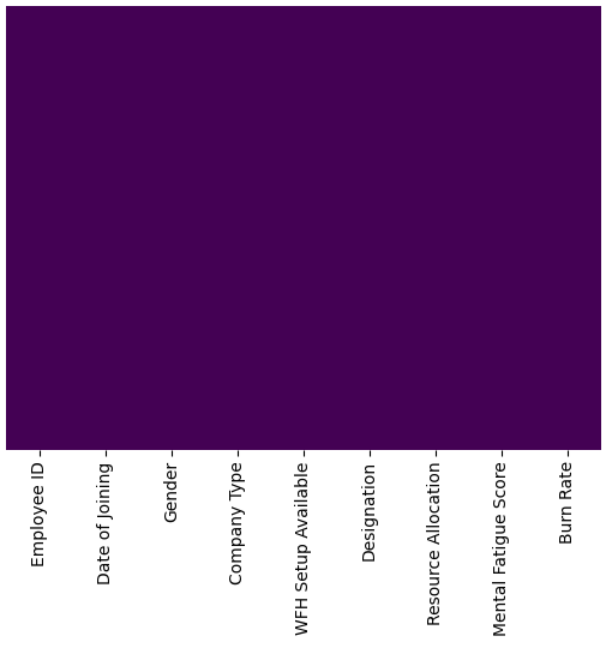 Employee ID
Date of Joining
Gender
Company Type
WFH Setup Available
Designation
Resource Allocation
Mental Fatigue Score
Burn Rate